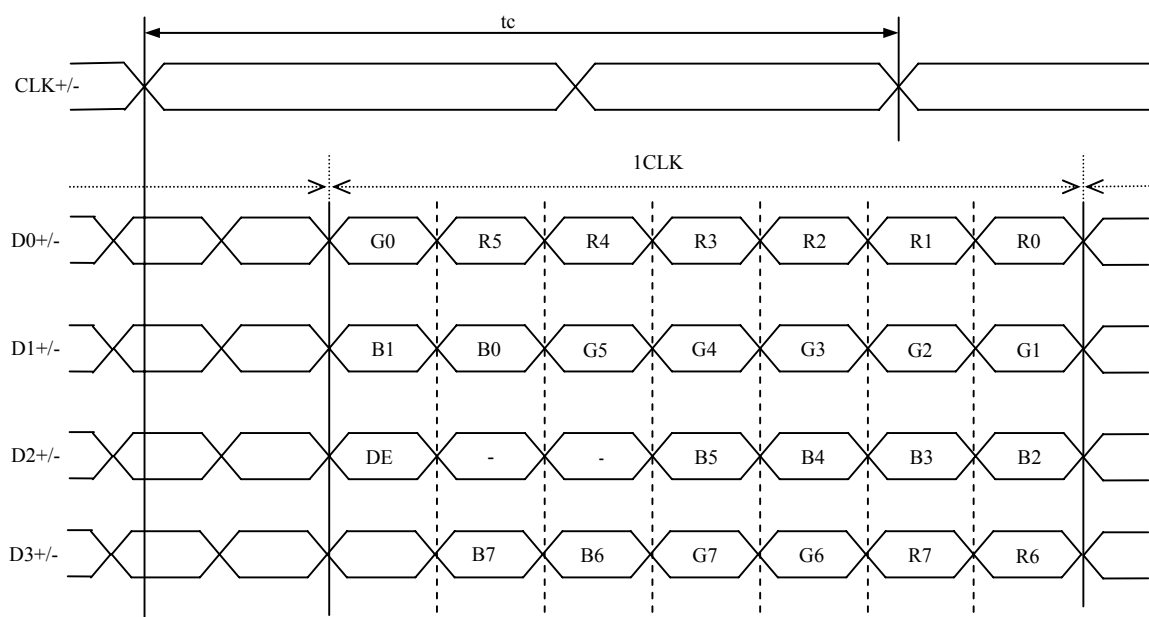 tc
CLK+/-
1CLK
D0+/- G0 R5 R4 R3 R2 R1 R0
D1+/- B1 B0 G5 G4 G3 G2 G1
D2+/- DE - - B5 B4 B3 B2
D3+/- B7 B6 G7 G6 R7 R6